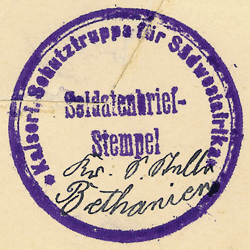 * Kaiserl. Schutztruppe für Südwestafrika
Soldatenbrief-
Stempel
Bethanien